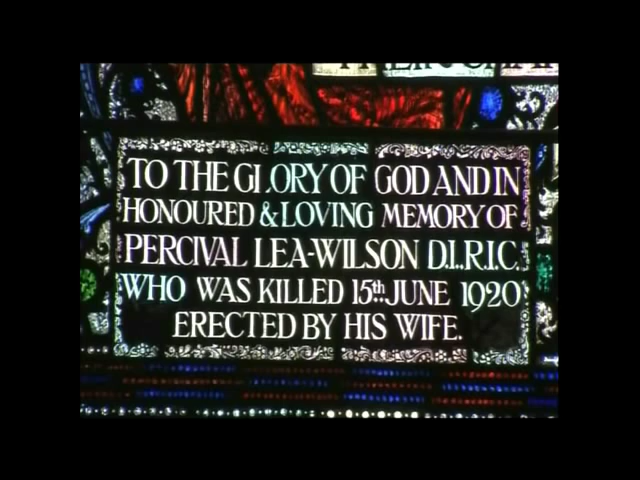 TO THE GLORY OF GOD AND IN
HONOURED & LOVING MEMORY OF
PERCIVAL LEA-WILSON D.I., R.I.C.
WHO WAS KILLED 15th JUNE 1920
ERECTED BY HIS WIFE.